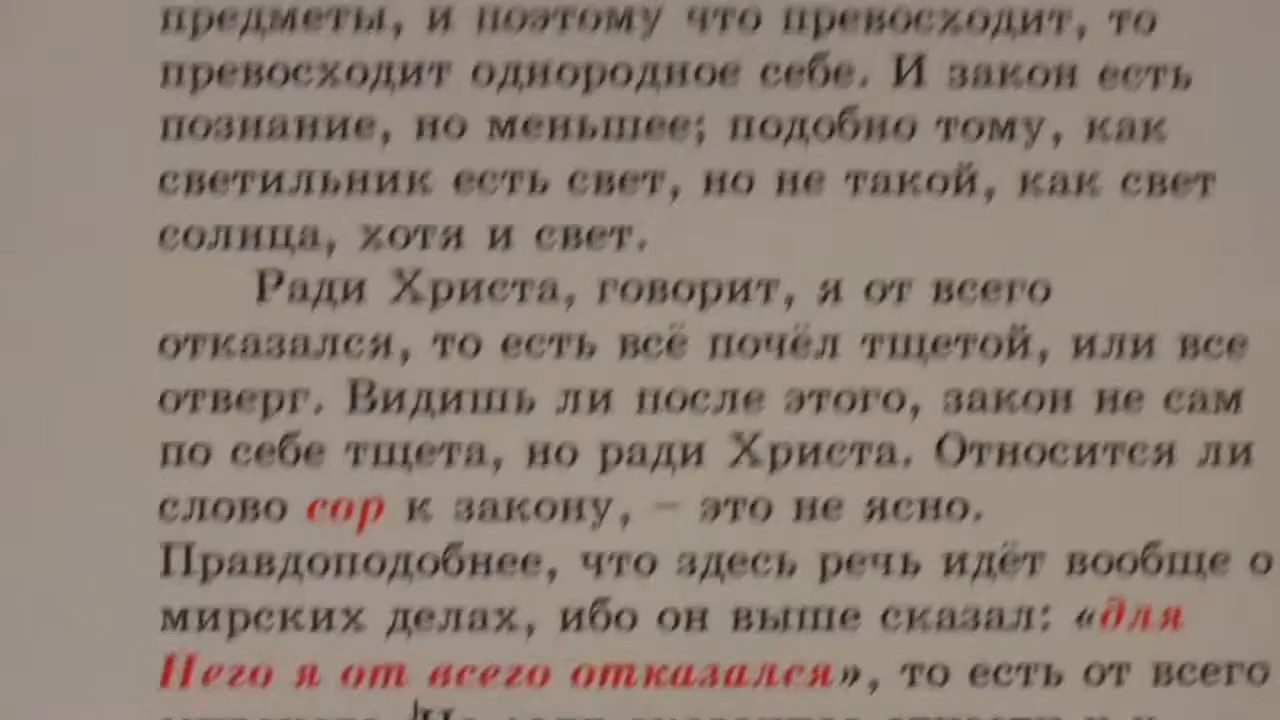 предметы, и поэтому что превосходит, то
превосходит однородное себе. И закон есть
познание, но меньшее; подобно тому, как
светильник есть свет, но не такой, как свет
солнца, хотя и свет.
Ради Христа, говорит, я от всего
отказался, то есть всё почёл тщетой, или все
отверг. Видишь ли после этого, закон не сам
по себе тщета, но ради Христа. Относится ли
слово сор к закону, – это не ясно.
Правдоподобнее, что здесь речь идёт вообще о
мирских делах, ибо он выше сказал: «для
Него я от всего отказался», то есть от всего